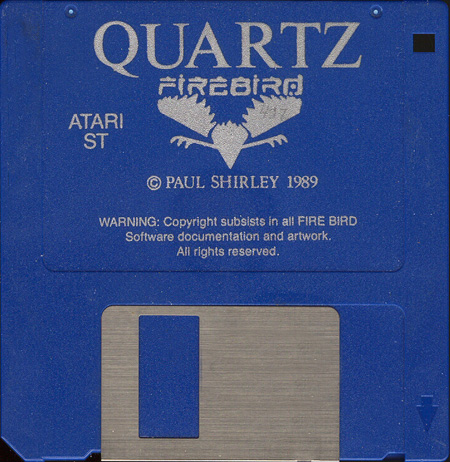 QUARTZ
FIREBIRD
ATARI
ST
© PAUL SHIRLEY 1989
WARNING: Copyright subsists in all FIRE BIRD
Software documentation and artwork.
All rights reserved.